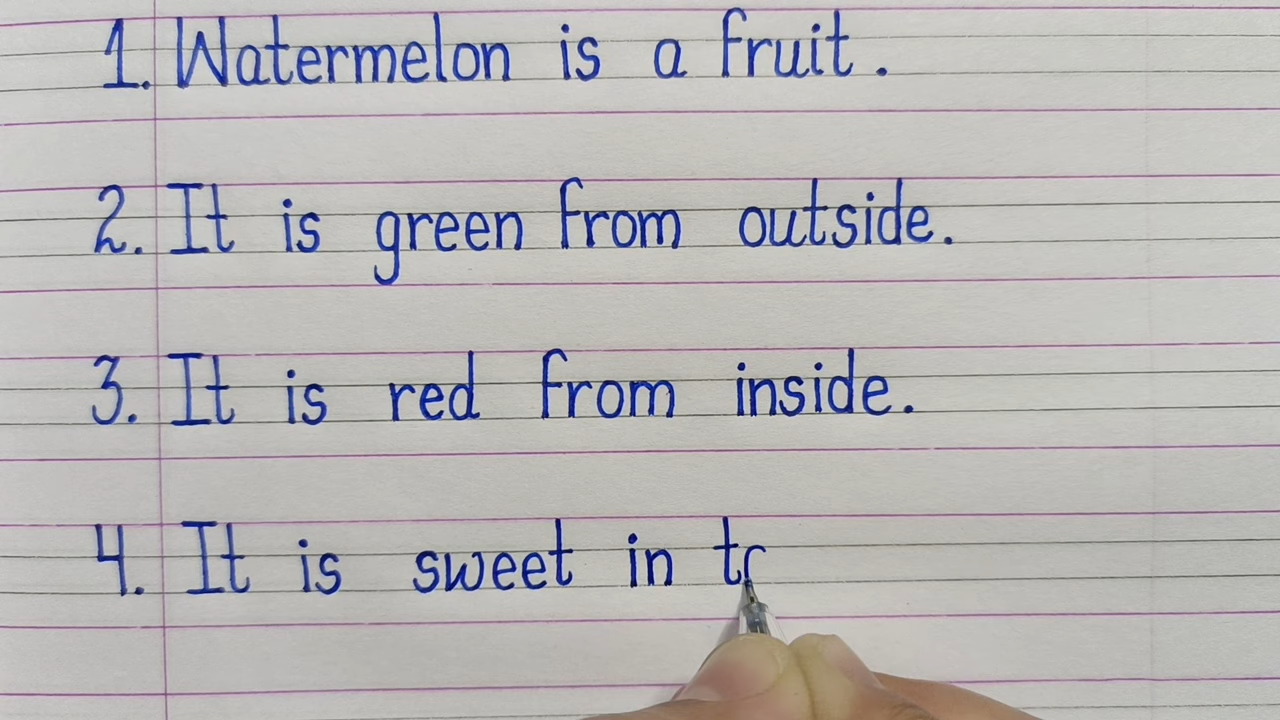 1. Watermelon is a fruit.
2. It is green from outside.
3. It is red from inside.
4. It is sweet in